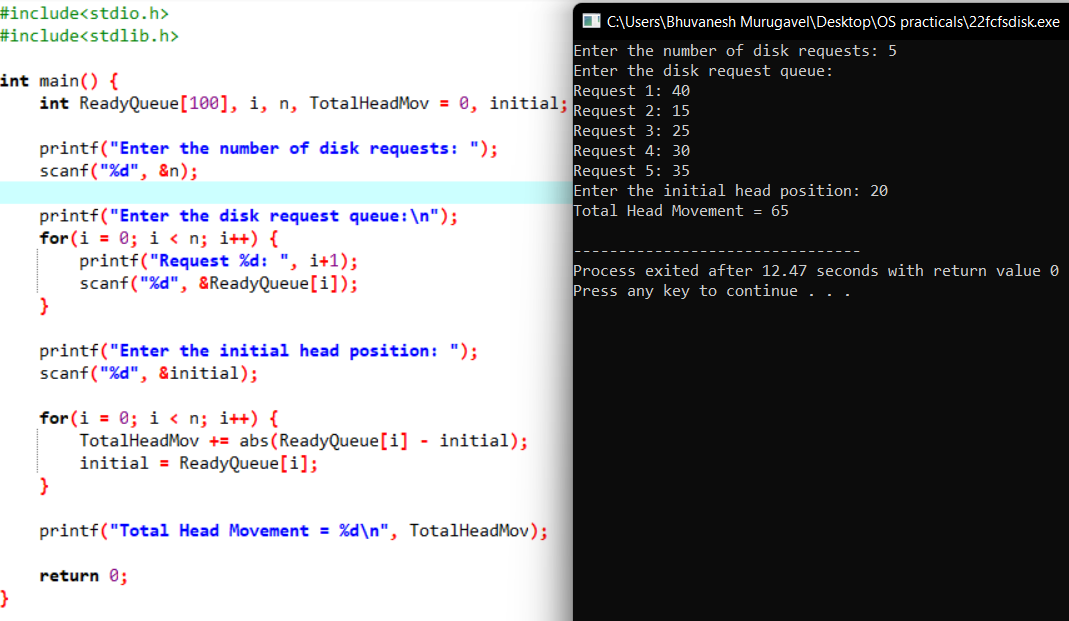 #include<stdio.h>
#include<stdlib.h>
int main() {
int ReadyQueue[100], i, n, TotalHeadMov = 0, initial;
printf("Enter the number of disk requests: ");
scanf("%d", &n);
printf("Enter the disk request queue:\n");
for(i = 0; i < n; i++) {
printf("Request %d: ", i+1);
scanf("%d", &ReadyQueue[i]);
}
printf("Enter the initial head position: ");
scanf("%d", &initial);
for(i = 0; i < n; i++) {
TotalHeadMov += abs(ReadyQueue[i] - initial);
initial = ReadyQueue[i];
}
printf("Total Head Movement = %d\n", TotalHeadMov);
return 0;
}
C:\Users\Bhuvanesh Murugavel\Desktop\OS practicals\22fcfsdisk.exe
Enter the number of disk requests: 5
Enter the disk request queue:
Request 1: 40
Request 2: 15
Request 3: 25
Request 4: 30
Request 5: 35
Enter the initial head position: 20
Total Head Movement = 65
--------------------------------
Process exited after 12.47 seconds with return value 0
Press any key to continue . . .